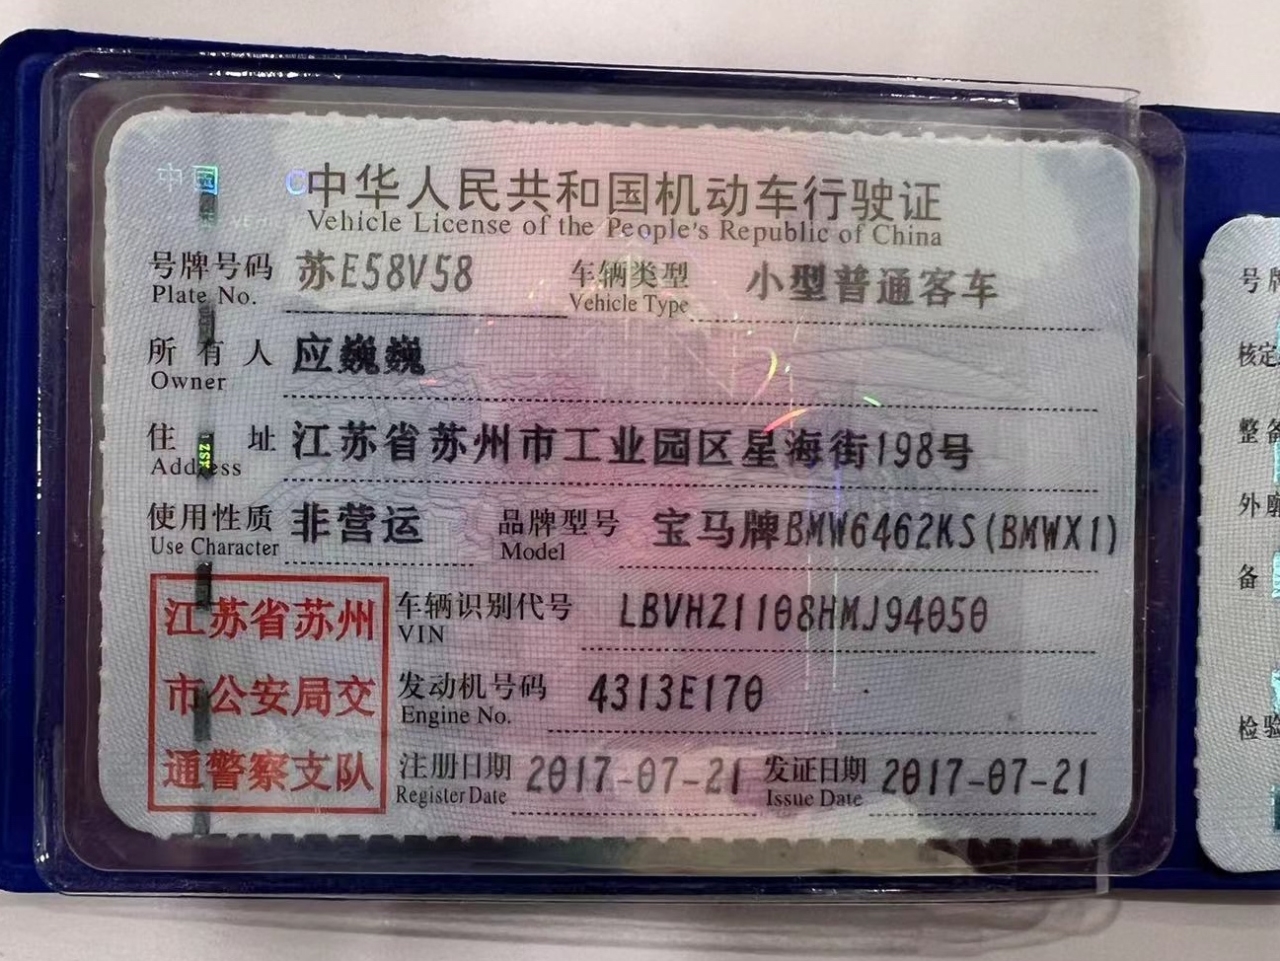 中国
中华人民共和国机动车行驶证
Vehicle License of the People's Republic of China
号牌号码 苏E58V58 车辆类型 小型普通客车
Plate No. Vehicle Type
所有人 应巍巍
Owner
住址 江苏省苏州市工业园区星海街198号
Address
使用性质 非营运 品牌型号 宝马牌BMW6462KS(BMWX1)
Use Character Model
江苏省苏州
市公安局交
通警察支队
车辆识别代号 LBVHZ1108HMJ94050
VIN
发动机号码 4313E170
Engine No.
注册日期 2017-07-21 发证日期 2017-07-21
Register Date Issue Date
号牌
核定
整备
外廓
备
检验